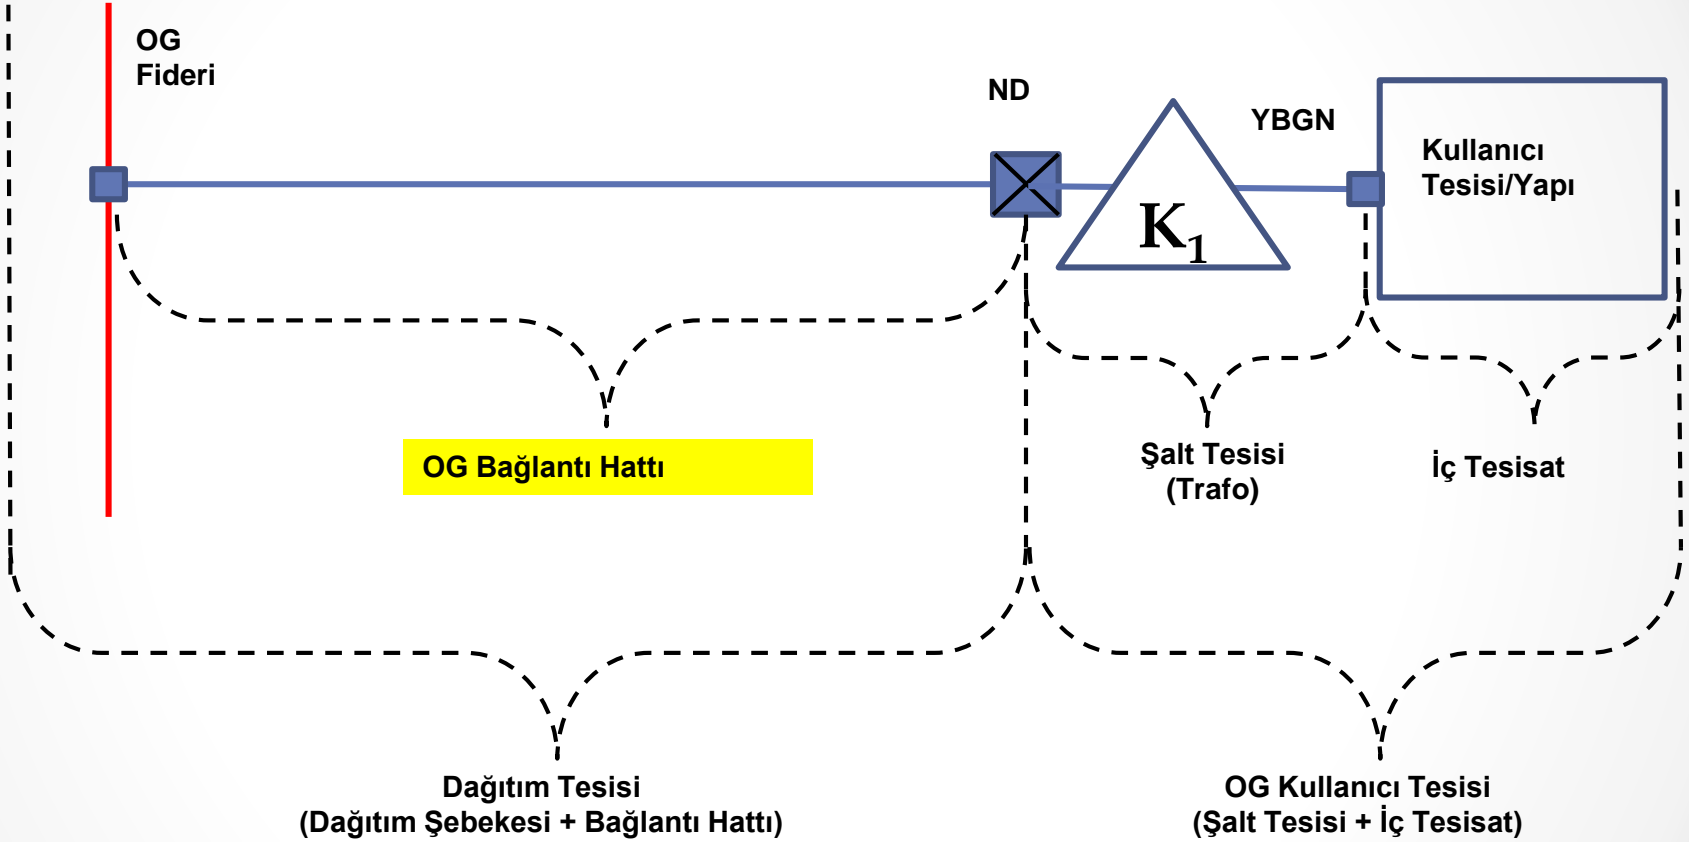 OG
Fideri
ND
YBGN
Kullanıcı
Tesisi/Yapı
K₁
OG Bağlantı Hattı
Şalt Tesisi
(Trafo)
İç Tesisat
Dağıtım Tesisi
(Dağıtım Şebekesi + Bağlantı Hattı)
OG Kullanıcı Tesisi
(Şalt Tesisi + İç Tesisat)